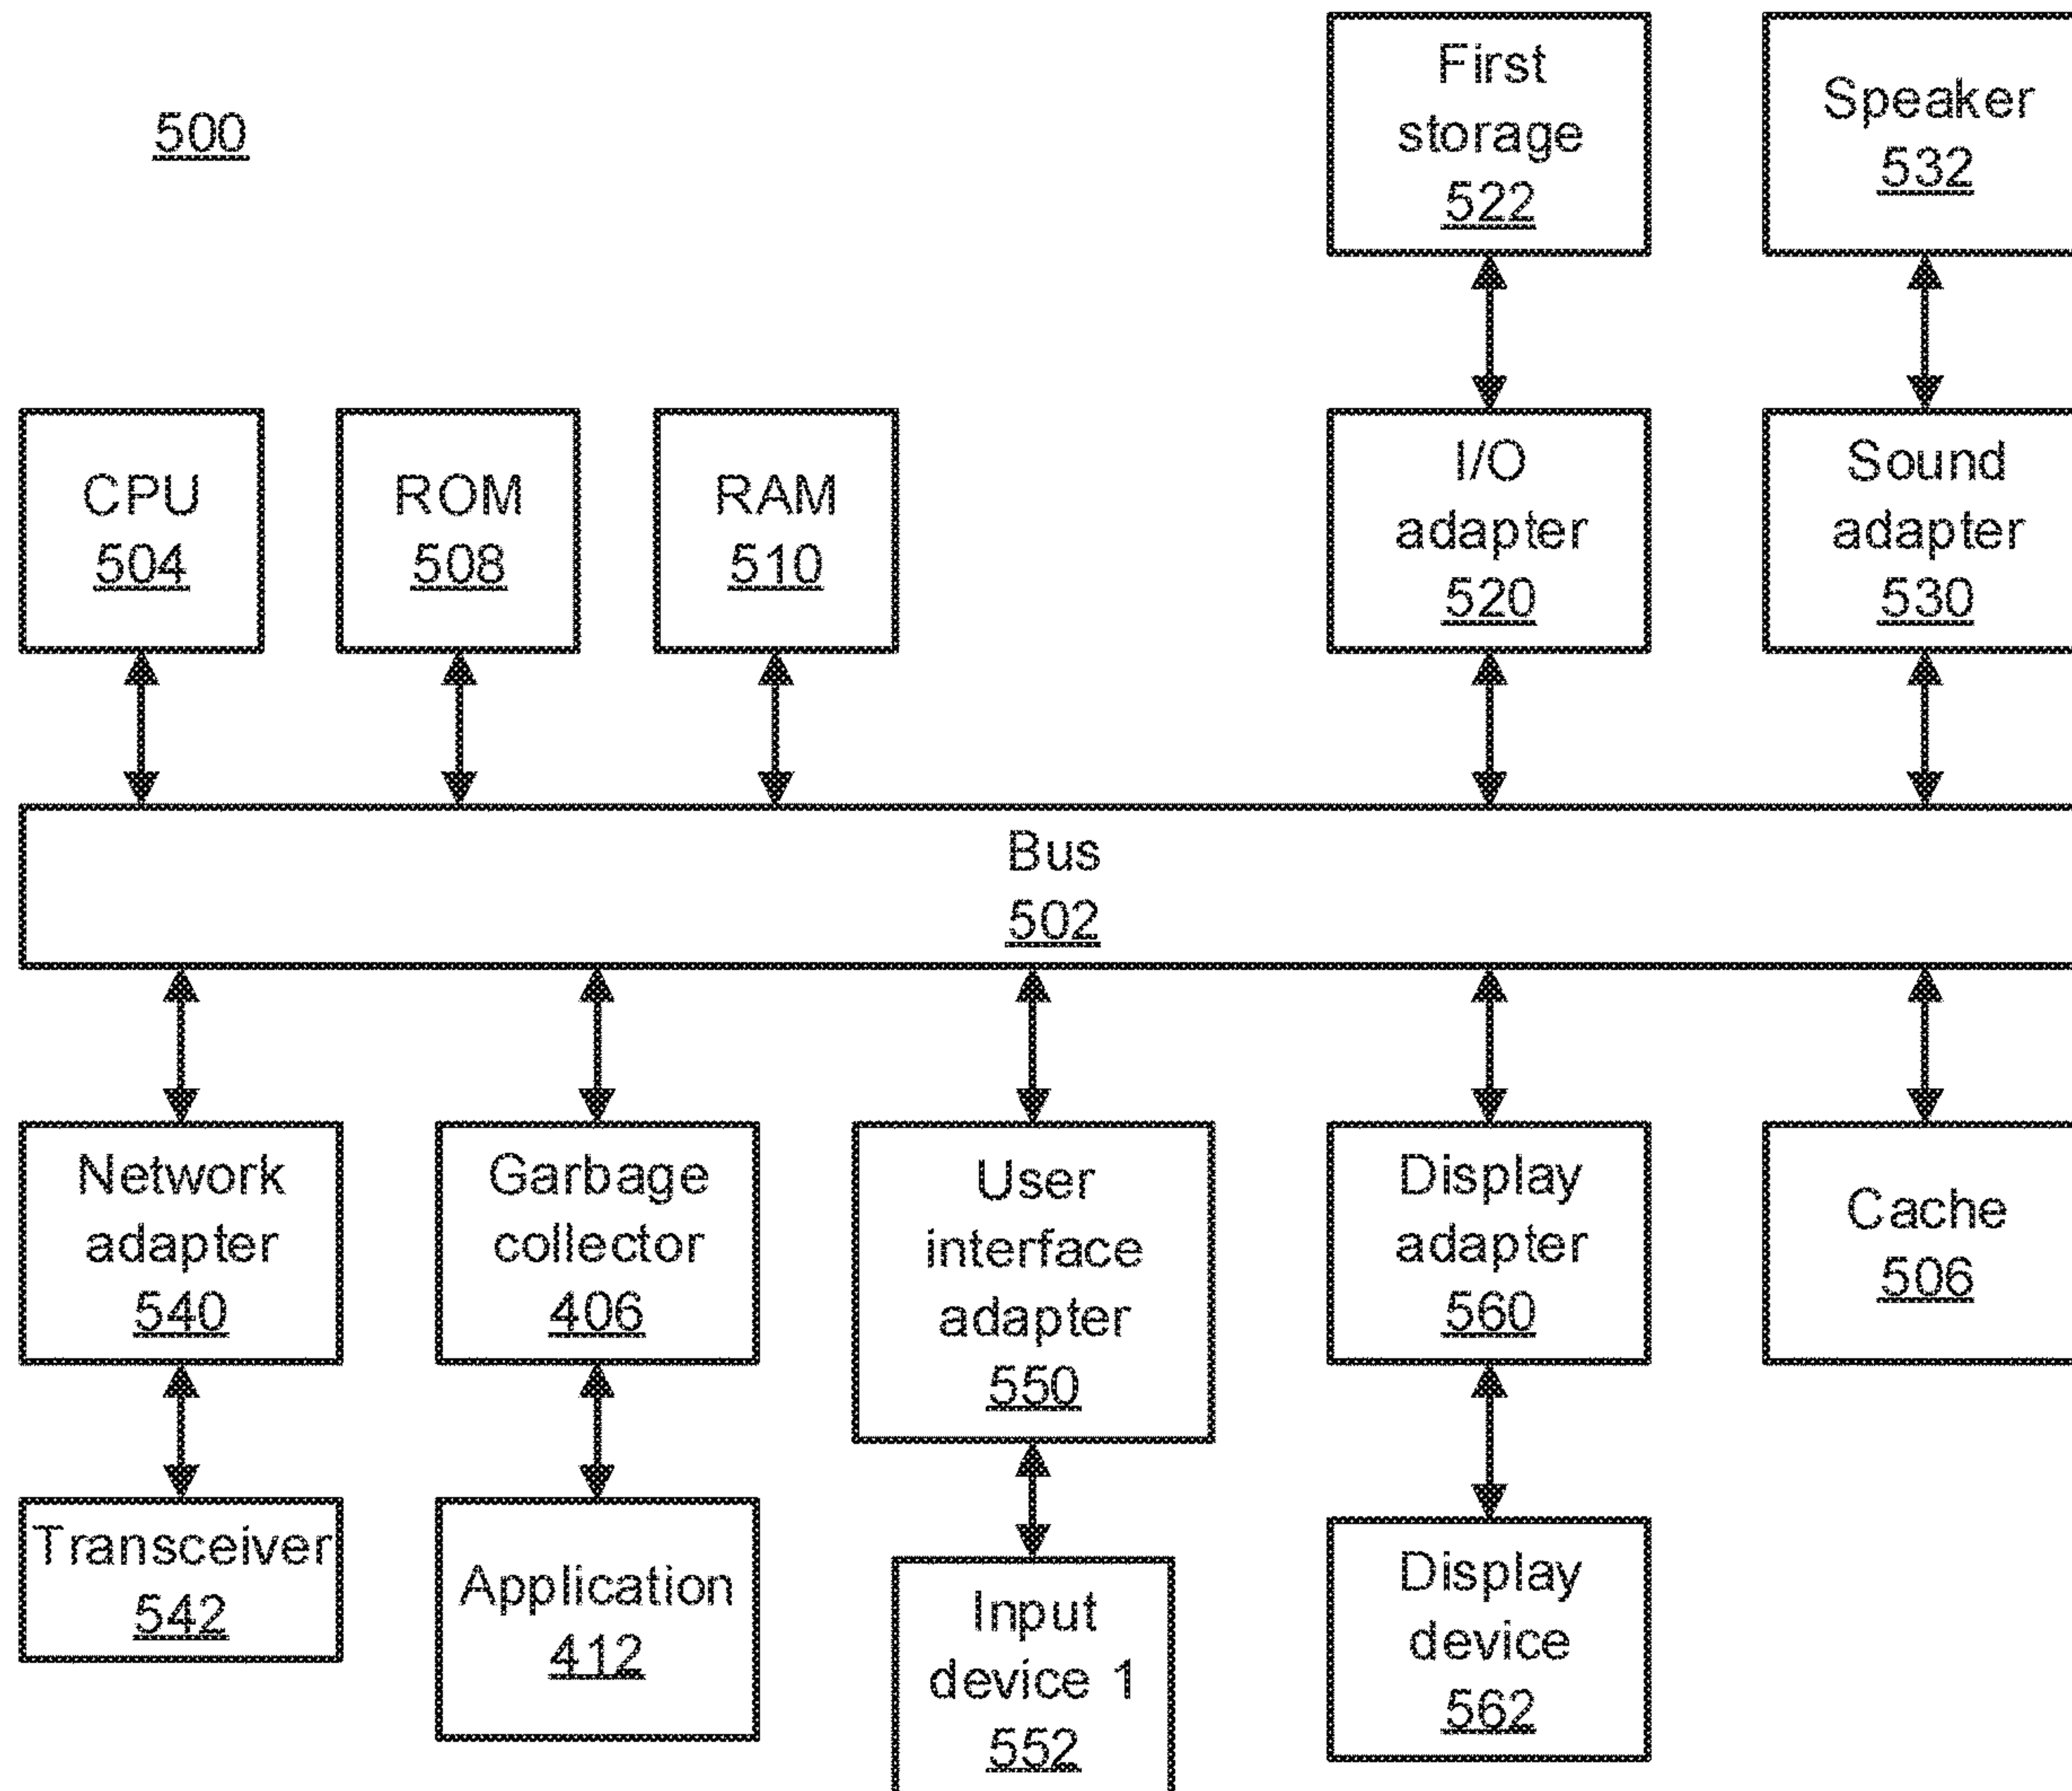 500
First
storage
522
Speaker
532
CPU
504
ROM
508
RAM
510
I/O
adapter
520
Sound
adapter
530
Bus
502
Network
adapter
540
Garbage
collector
406
User
interface
adapter
550
Display
adapter
560
Cache
506
Transceiver
542
Application
412
Input
device 1
552
Display
device
562